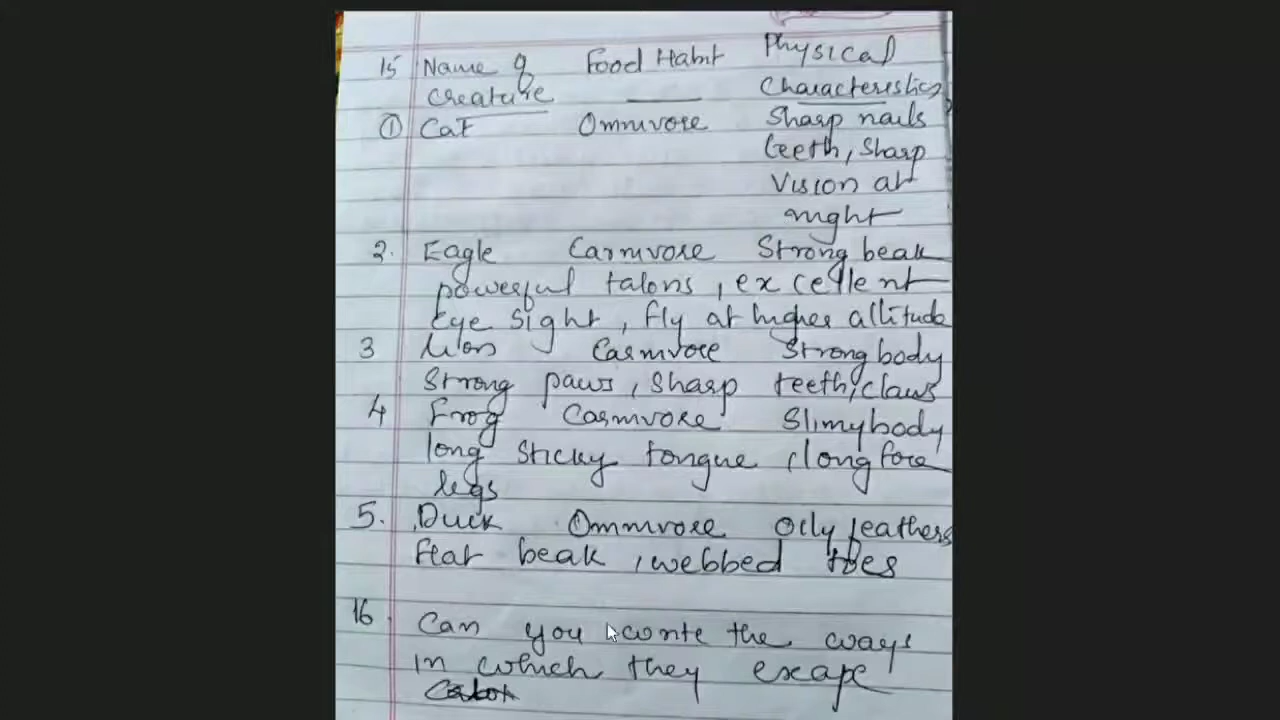 15 Name of Food Habit Physical
creature Characteristics
① Cat Omnivore Sharp nails
teeth, Sharp
Vision at
night
2. Eagle Carnivore Strong beak
powerful talons, excellent
Eye Sight, fly at higher altitude
3 Lion Carnivore Strong body
Strong paws, Sharp teeth, claws
4 Frog Carnivore Slimy body
long Sticky tongue, long fore
legs
5. Duck Omnivore Oily feathers
flat beak, webbed toes
16 Can you write the ways
in which they escape